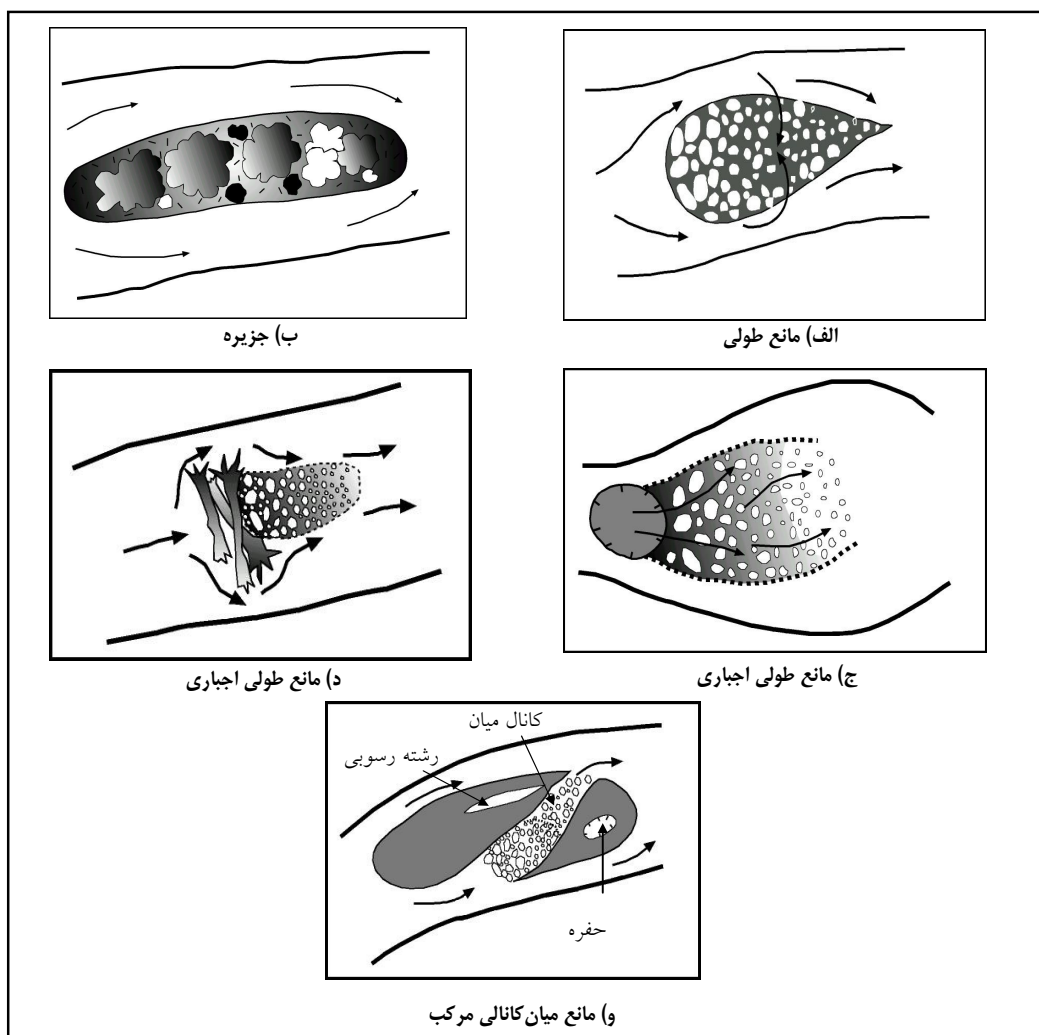 الف) مانع طولی
ب) جزیره
ج) مانع طولی اجباری
د) مانع طولی اجباری
کانال میان
رشته رسوبی
حفره
و) مانع میان‌کانالی مرکب